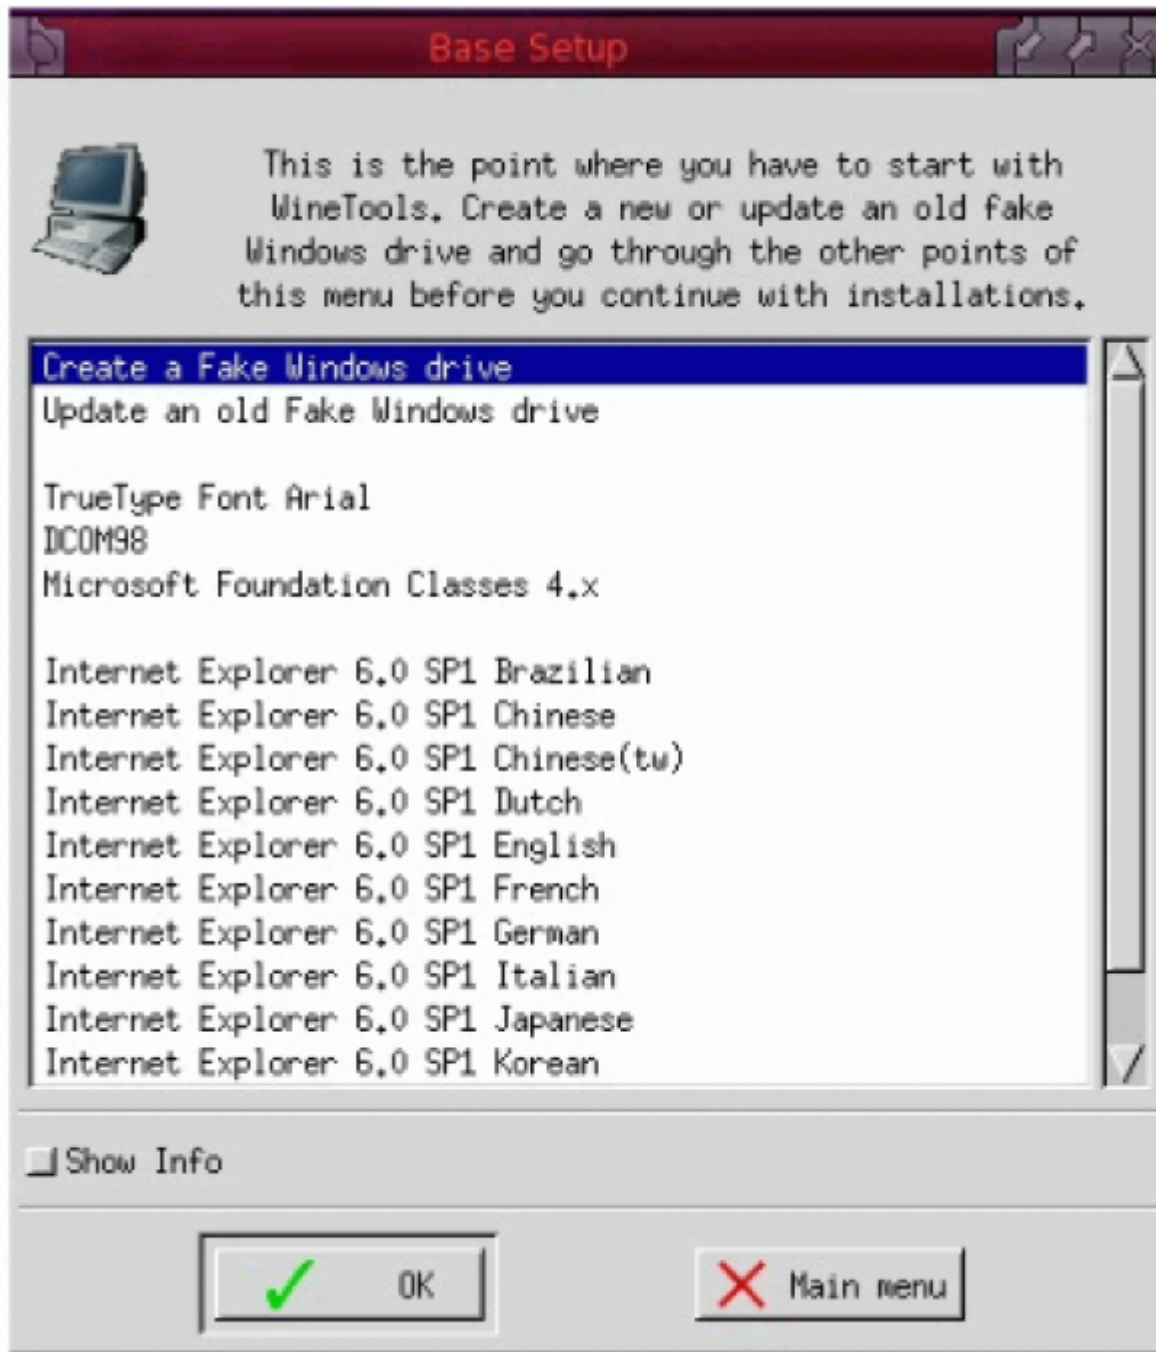 Base Setup
This is the point where you have to start with
WineTools. Create a new or update an old fake
Windows drive and go through the other points of
this menu before you continue with installations.
Create a Fake Windows drive
Update an old Fake Windows drive
TrueType Font Arial
DCOM98
Microsoft Foundation Classes 4.x
Internet Explorer 6.0 SP1 Brazilian
Internet Explorer 6.0 SP1 Chinese
Internet Explorer 6.0 SP1 Chinese(tw)
Internet Explorer 6.0 SP1 Dutch
Internet Explorer 6.0 SP1 English
Internet Explorer 6.0 SP1 French
Internet Explorer 6.0 SP1 German
Internet Explorer 6.0 SP1 Italian
Internet Explorer 6.0 SP1 Japanese
Internet Explorer 6.0 SP1 Korean
Show Info
OK
Main menu